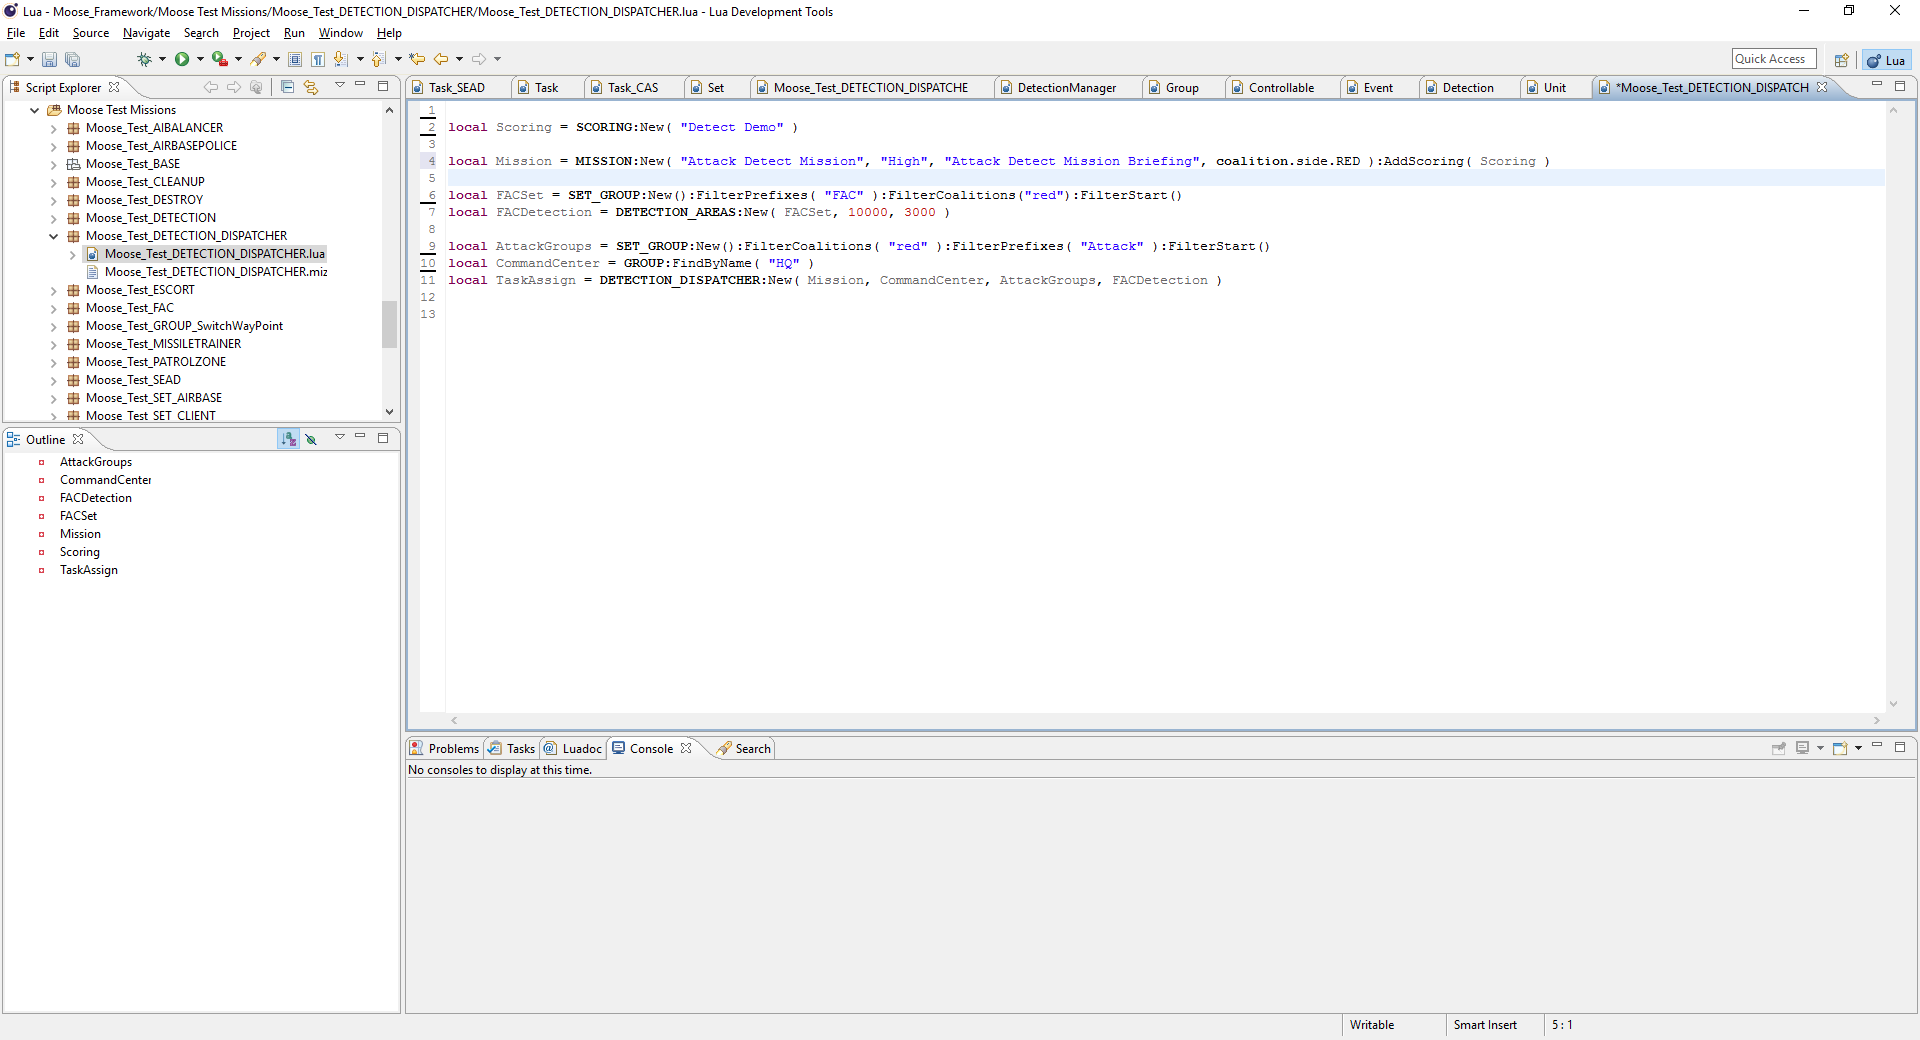 Lua - Moose_Framework/Moose Test Missions/Moose_Test_DETECTION_DISPATCHER/Moose_Test_DETECTION_DISPATCHER.lua - Lua Development Tools
File Edit Source Navigate Search Project Run Window Help
Quick Access
Lua
Script Explorer
Moose Test Missions
Moose_Test_AIBALANCER
Moose_Test_AIRBASEPOLICE
Moose_Test_BASE
Moose_Test_CLEANUP
Moose_Test_DESTROY
Moose_Test_DETECTION
Moose_Test_DETECTION_DISPATCHER
Moose_Test_DETECTION_DISPATCHER.lua
Moose_Test_DETECTION_DISPATCHER.miz
Moose_Test_ESCORT
Moose_Test_FAC
Moose_Test_GROUP_SwitchWayPoint
Moose_Test_MISSILETRAINER
Moose_Test_PATROLZONE
Moose_Test_SEAD
Moose_Test_SET_AIRBASE
Moose_Test_SET_CLIENT
Outline
AttackGroups
CommandCenter
FACDetection
FACSet
Mission
Scoring
TaskAssign
Task_SEAD Task Task_CAS Set Moose_Test_DETECTION_DISPATCHE DetectionManager Group Controllable Event Detection Unit *Moose_Test_DETECTION_DISPATCH
1
2 local Scoring = SCORING:New( "Detect Demo" )
3
4 local Mission = MISSION:New( "Attack Detect Mission", "High", "Attack Detect Mission Briefing", coalition.side.RED ):AddScoring( Scoring )
5
6 local FACSet = SET_GROUP:New():FilterPrefixes( "FAC" ):FilterCoalitions("red"):FilterStart()
7 local FACDetection = DETECTION_AREAS:New( FACSet, 10000, 3000 )
8
9 local AttackGroups = SET_GROUP:New():FilterCoalitions( "red" ):FilterPrefixes( "Attack" ):FilterStart()
10 local CommandCenter = GROUP:FindByName( "HQ" )
11 local TaskAssign = DETECTION_DISPATCHER:New( Mission, CommandCenter, AttackGroups, FACDetection )
12
13
Problems Tasks Luadoc Console Search
No consoles to display at this time.
Writable Smart Insert 5 : 1